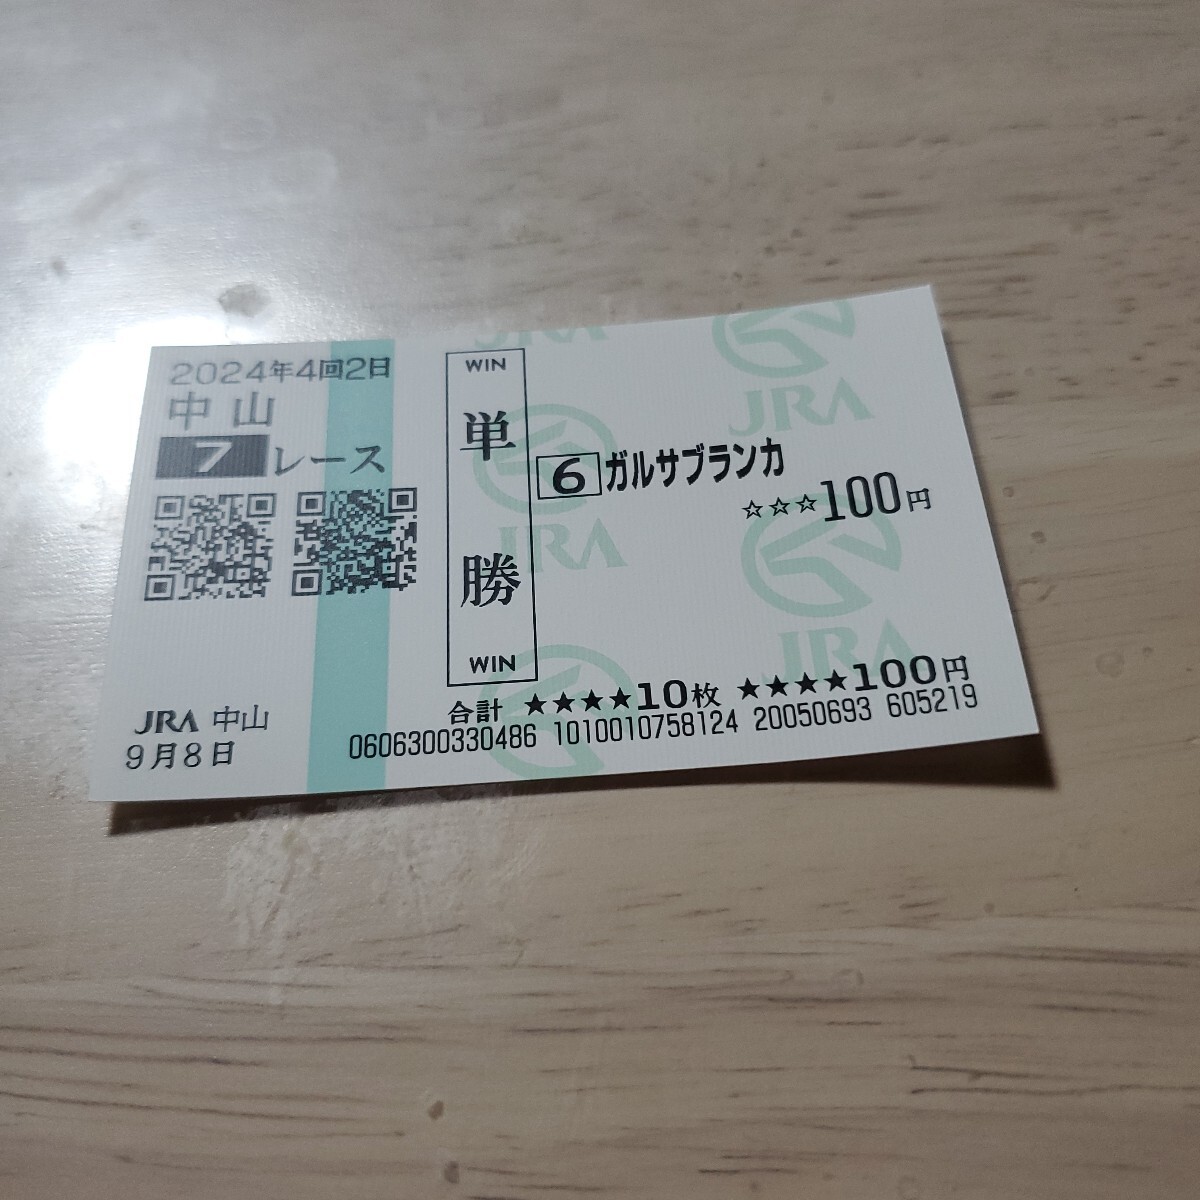 2024年4回2日
中山
7レース
JRA 中山
9月8日
WIN
単勝
WIN
6 ガルサブランカ
☆☆☆100円
合計 ★★★★10枚 ★★★★100円
0606300330486 1010010758124 20050693 605219
JRA
JRA
JRA
JRA